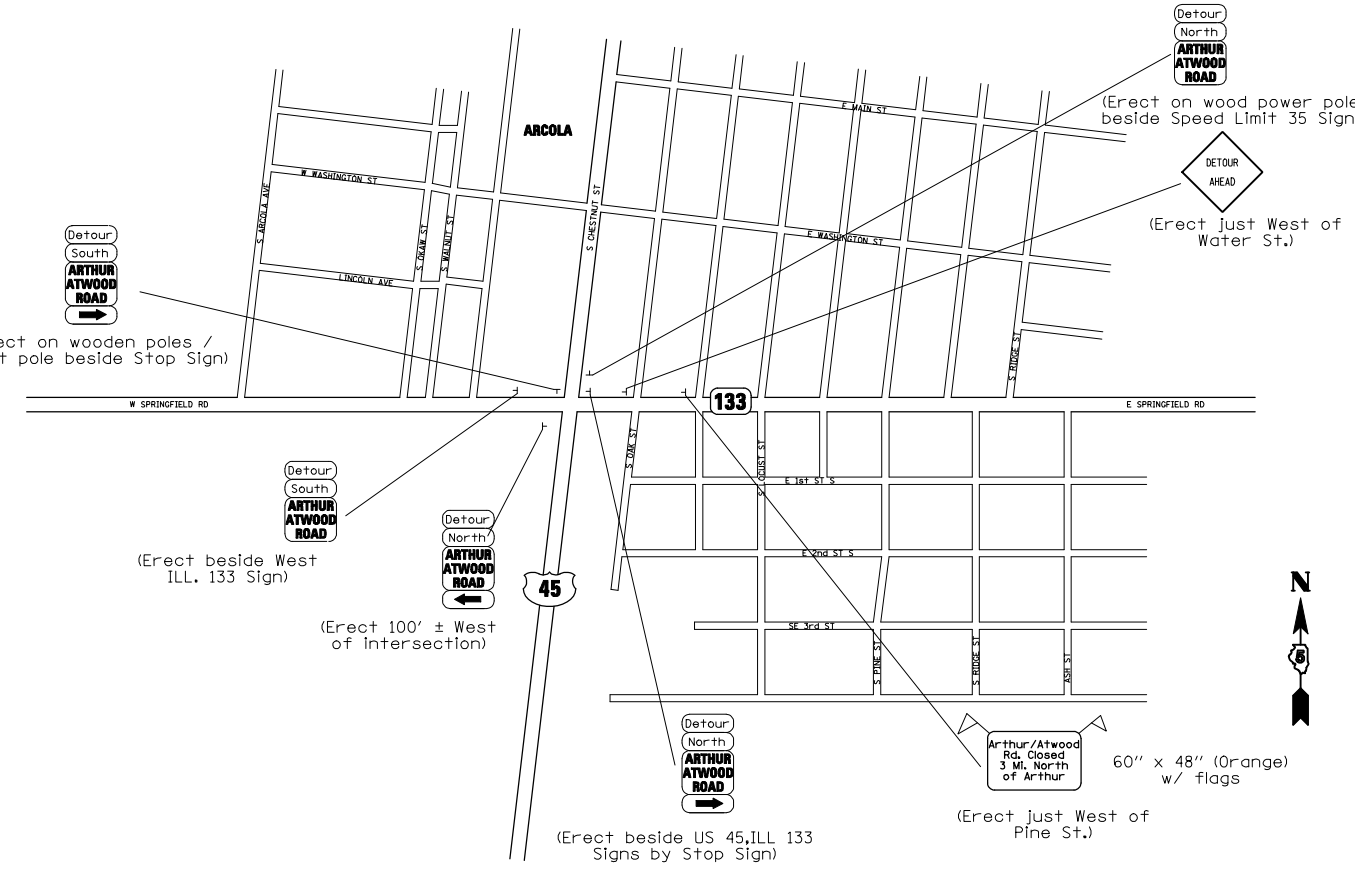 Detour
North
ARTHUR
ATWOOD
ROAD
(Erect on wood power pole
beside Speed Limit 35 Sign
DETOUR
AHEAD
(Erect just West of
Water St.)
ARCOLA
E MAIN ST
W WASHINGTON ST
E WASHINGTON ST
S ARCOLA AVE
S OKAW ST
S WALNUT ST
S CHESTNUT ST
LINCOLN AVE
Detour
South
ARTHUR
ATWOOD
ROAD
ect on wooden poles /
t pole beside Stop Sign)
S RIDGE ST
W SPRINGFIELD RD
133
E SPRINGFIELD RD
S OAK ST
S LOCUST ST
E 1st ST S
E 2nd ST S
SE 3rd ST
S PINE ST
S RIDGE ST
ASH ST
Detour
South
ARTHUR
ATWOOD
ROAD
(Erect beside West
ILL. 133 Sign)
Detour
North
ARTHUR
ATWOOD
ROAD
(Erect 100' ± West
of intersection)
45
N
5
Detour
North
ARTHUR
ATWOOD
ROAD
(Erect beside US 45,ILL 133
Signs by Stop Sign)
Arthur/Atwood
Rd. Closed
3 Mi. North
of Arthur
60" x 48" (Orange)
w/ flags
(Erect just West of
Pine St.)